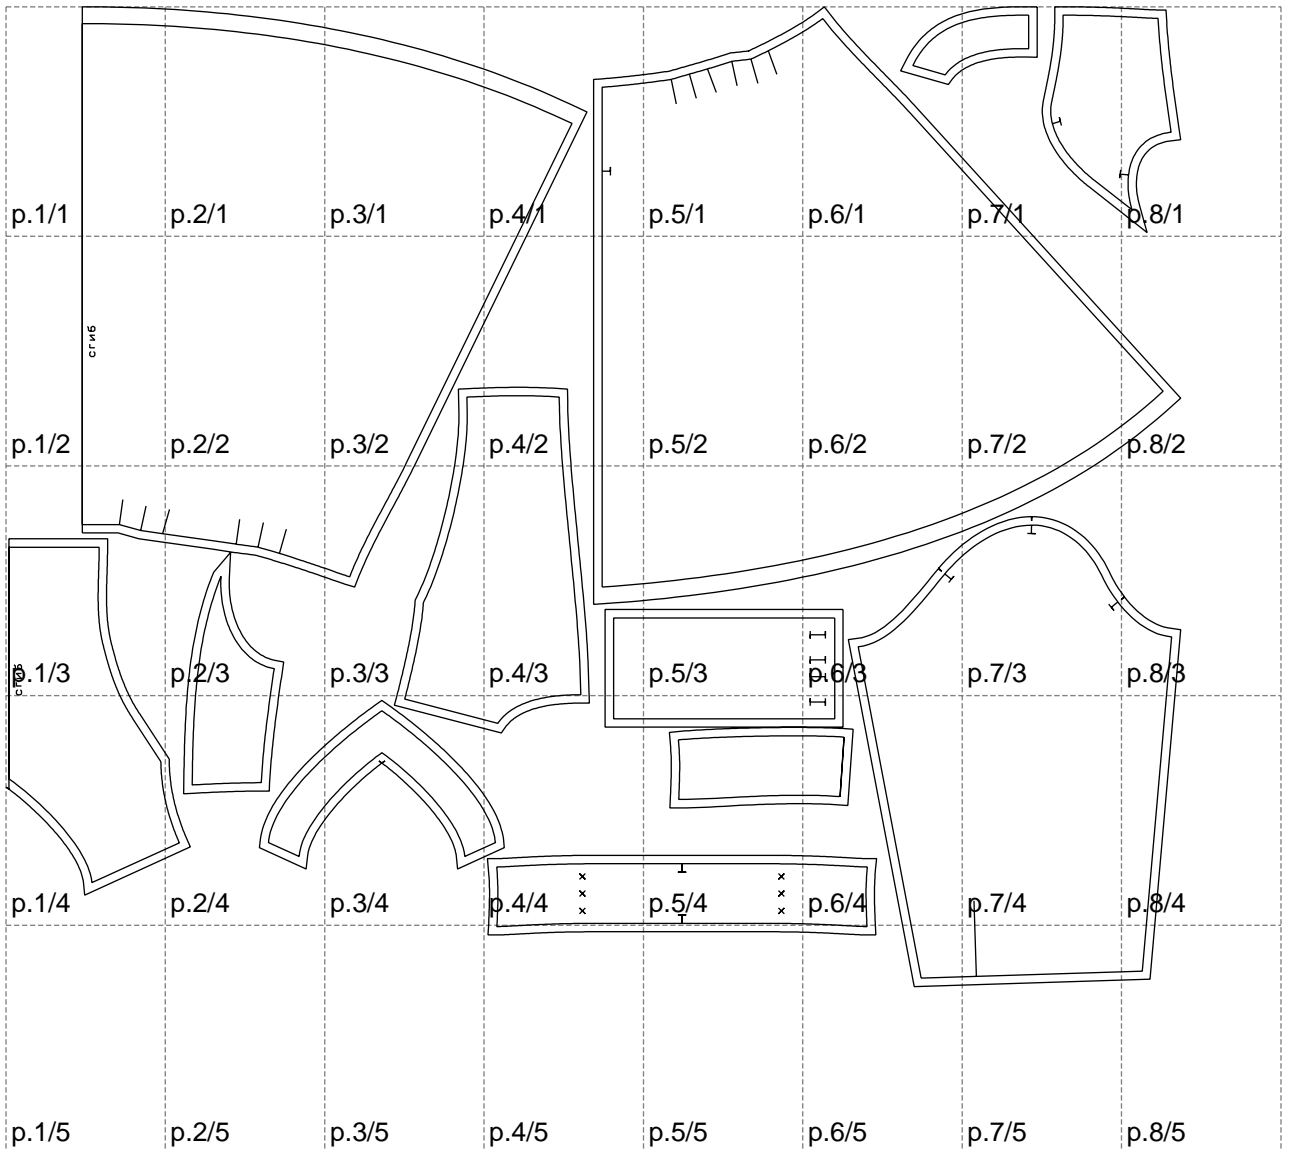 p.1/1 p.2/1 p.3/1 p.4/1 p.5/1 p.6/1 p.7/1 p.8/1
сгиб
p.1/2 p.2/2 p.3/2 p.4/2 p.5/2 p.6/2 p.7/2 p.8/2
p.1/3 p.2/3 p.3/3 p.4/3 p.5/3 p.6/3 p.7/3 p.8/3
сгиб
p.1/4 p.2/4 p.3/4 p.4/4 p.5/4 p.6/4 p.7/4 p.8/4
p.1/5 p.2/5 p.3/5 p.4/5 p.5/5 p.6/5 p.7/5 p.8/5